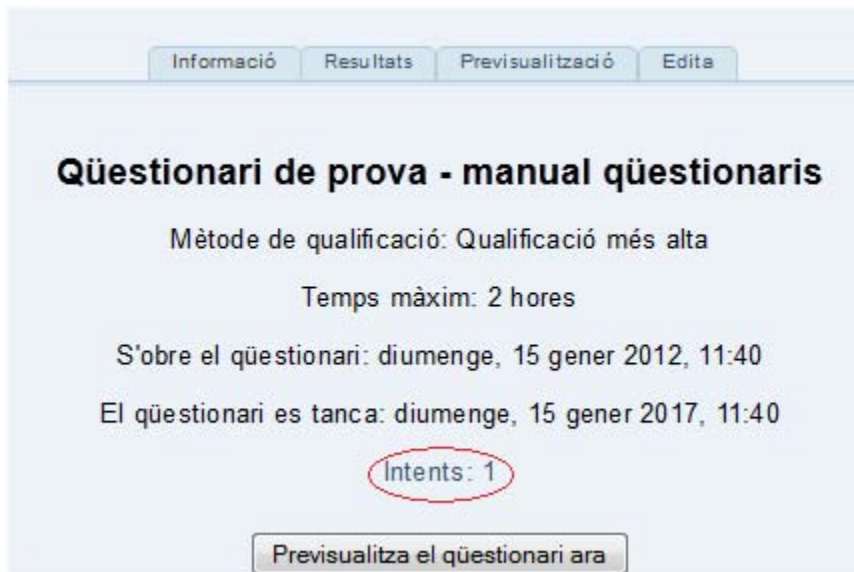 Informació Resultats Previsualització Edita
Qüestionari de prova - manual qüestionaris
Mètode de qualificació: Qualificació més alta
Temps màxim: 2 hores
S'obre el qüestionari: diumenge, 15 gener 2012, 11:40
El qüestionari es tanca: diumenge, 15 gener 2017, 11:40
Intents: 1
Previsualitza el qüestionari ara